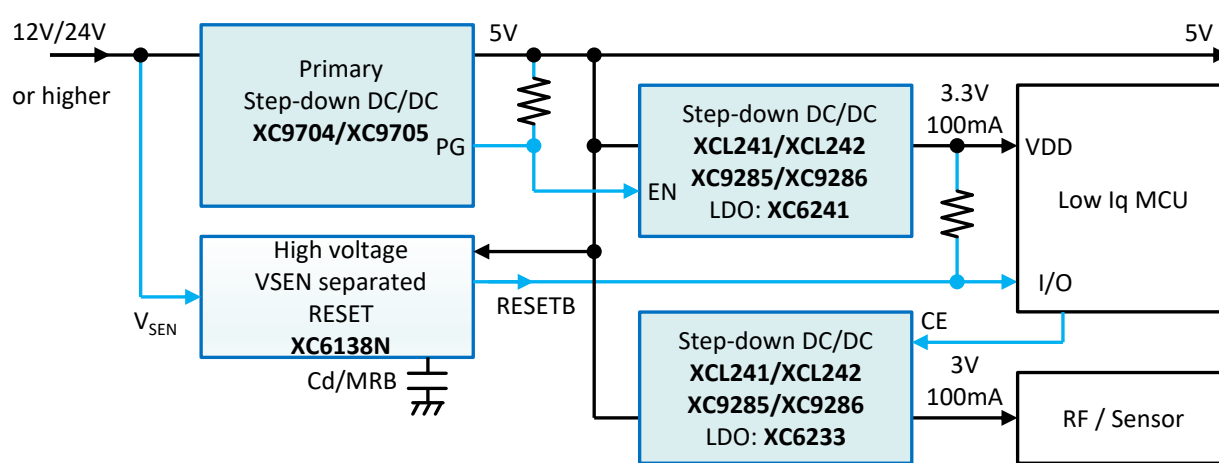 12V/24V
or higher
Primary
Step-down DC/DC
XC9704/XC9705
PG
5V
5V
Step-down DC/DC
XCL241/XCL242
XC9285/XC9286
LDO: XC6241
EN
3.3V
100mA
VDD
Low Iq MCU
I/O
High voltage
VSEN separated
RESET
XC6138N
VSEN
RESETB
Cd/MRB
CE
Step-down DC/DC
XCL241/XCL242
XC9285/XC9286
LDO: XC6233
3V
100mA
RF / Sensor